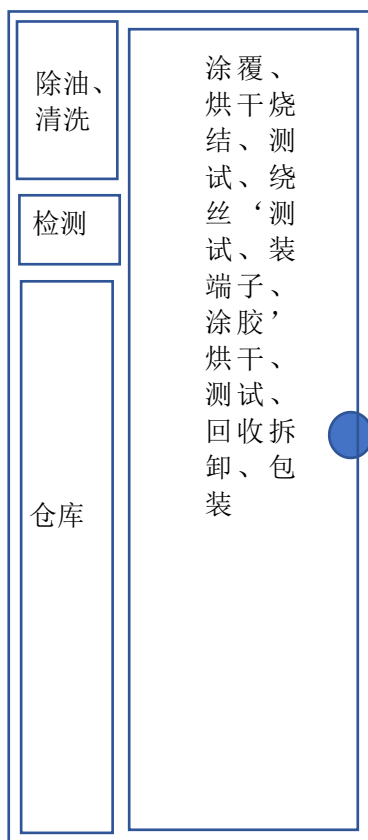 除油、
清洗
检测
仓库
涂覆、
烘干烧
结、测
试、绕
丝‘测
试、装
端子、
涂胶’
烘干、
测试、
回收拆
卸、包
装